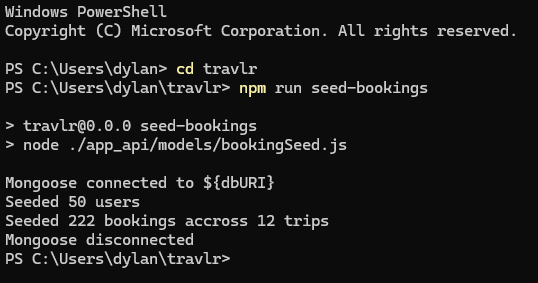 Windows PowerShell
Copyright (C) Microsoft Corporation. All rights reserved.
PS C:\Users\dylan> cd travlr
PS C:\Users\dylan\travlr> npm run seed-bookings
> travlr@0.0.0 seed-bookings
> node ./app_api/models/bookingSeed.js
Mongoose connected to ${dbURI}
Seeded 50 users
Seeded 222 bookings accross 12 trips
Mongoose disconnected
PS C:\Users\dylan\travlr>